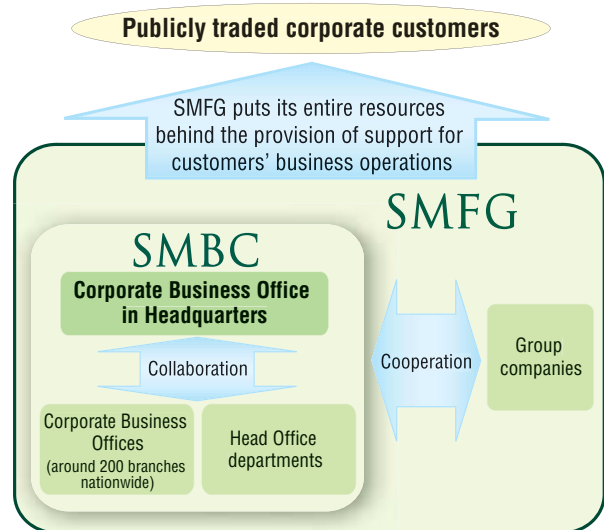 Publicly traded corporate customers
SMFG puts its entire resources
behind the provision of support for
customers' business operations
SMFG
SMBC
Corporate Business Office
in Headquarters
Collaboration
Cooperation
Group
companies
Corporate Business
Offices
(around 200 branches
nationwide)
Head Office
departments